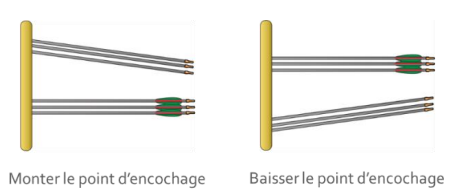 Monter le point d'encochage
Baisser le point d'encochage